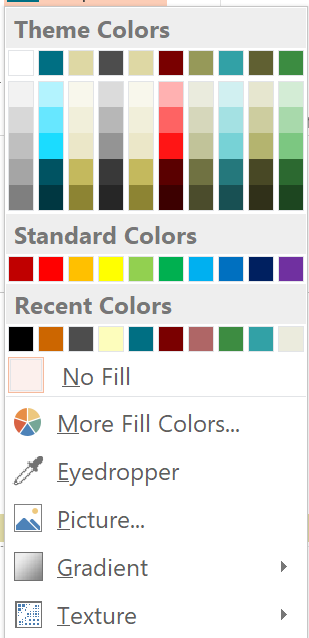 Theme Colors
Standard Colors
Recent Colors
No Fill
More Fill Colors...
Eyedropper
Picture...
Gradient
Texture